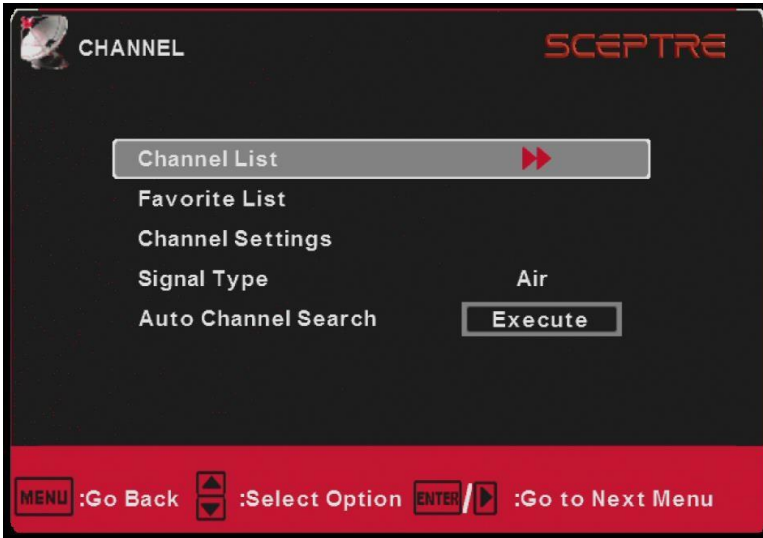 CHANNEL SCEPTRE
Channel List
Favorite List
Channel Settings
Signal Type Air
Auto Channel Search Execute
MENU :Go Back :Select Option ENTER/ :Go to Next Menu